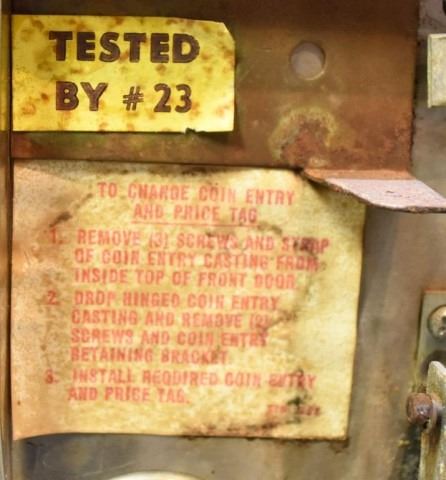 TESTED
BY # 23
TO CHANGE COIN ENTRY
AND PRICE TAG
1. REMOVE (3) SCREWS AND STRAP
OF COIN ENTRY CASTING FROM
INSIDE TOP OF FRONT DOOR.
2. DROP HINGED COIN ENTRY
CASTING AND REMOVE (2)
SCREWS AND COIN ENTRY
RETAINING BRACKET.
3. INSTALL REQUIRED COIN ENTRY
AND PRICE TAG.